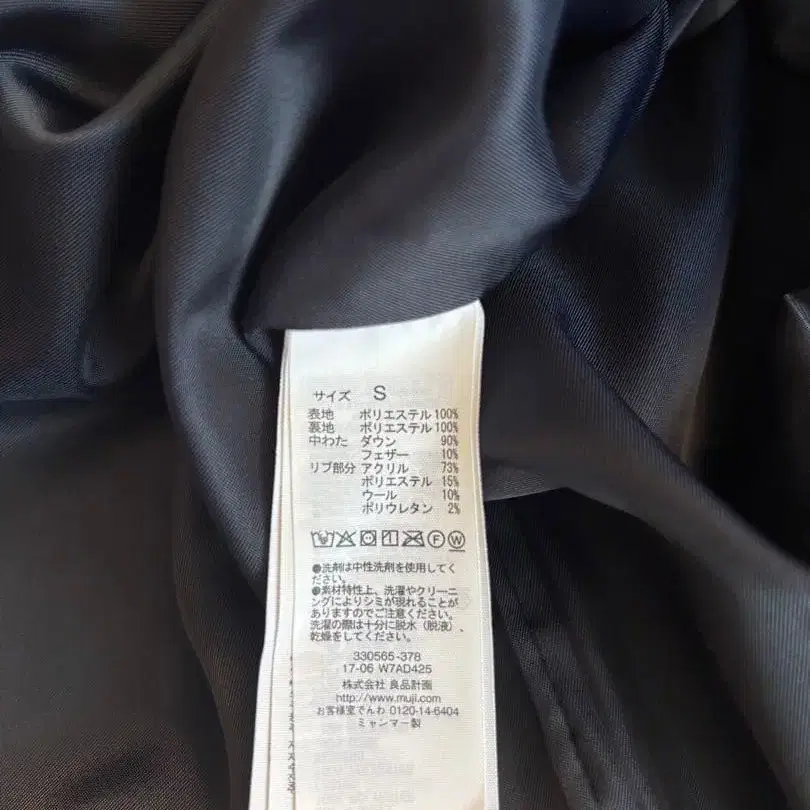 サイズ S
表地 ポリエステル 100%
裏地 ポリエステル 100%
中わた ダウン 90%
フェザー 10%
リブ部分 アクリル 73%
ポリエステル 15%
ウール 10%
ポリウレタン 2%
F W
●洗剤は中性洗剤を使用してく
ださい。
●素材特性上、洗濯やクリーニ
ングによりシミが現れることが
ありますのでご注意ください。
洗濯の際は十分に脱水（脱液）、
乾燥をしてください。
330565-378
17-06 W7AD425
株式会社 良品計画
http://www.muji.com
お客様室でんわ 0120-14-6404
ミャンマー製